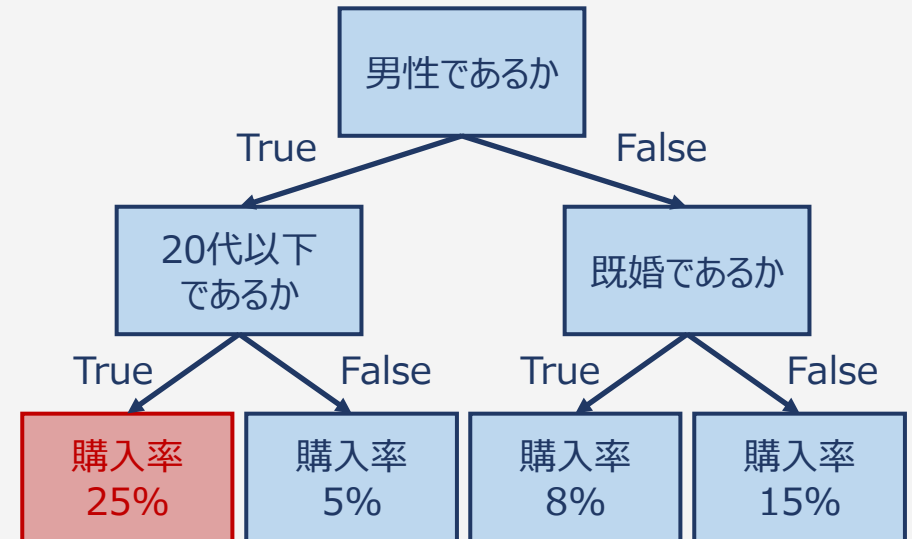 男性であるか
True
False
20代以下
であるか
既婚であるか
True
False
True
False
購入率
25%
購入率
5%
購入率
8%
購入率
15%